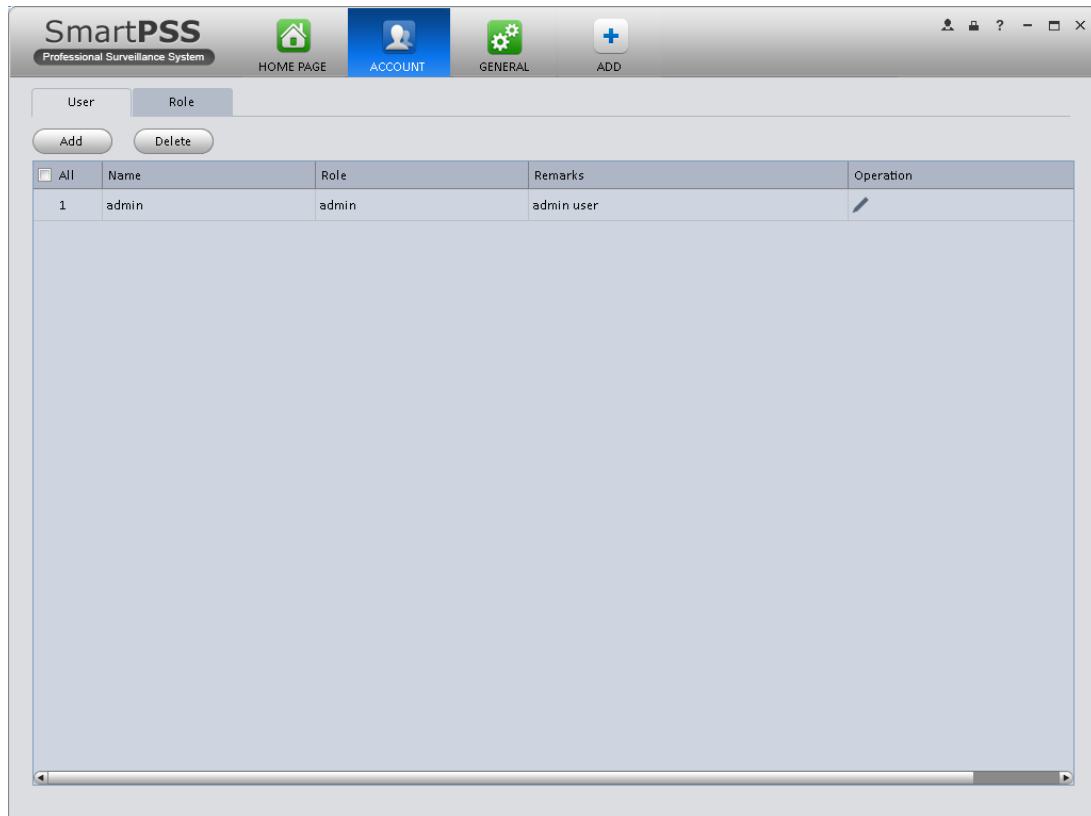 SmartPSS
Professional Surveillance System
HOME PAGE ACCOUNT GENERAL ADD
User Role
Add Delete
All Name Role Remarks Operation
1 admin admin admin user